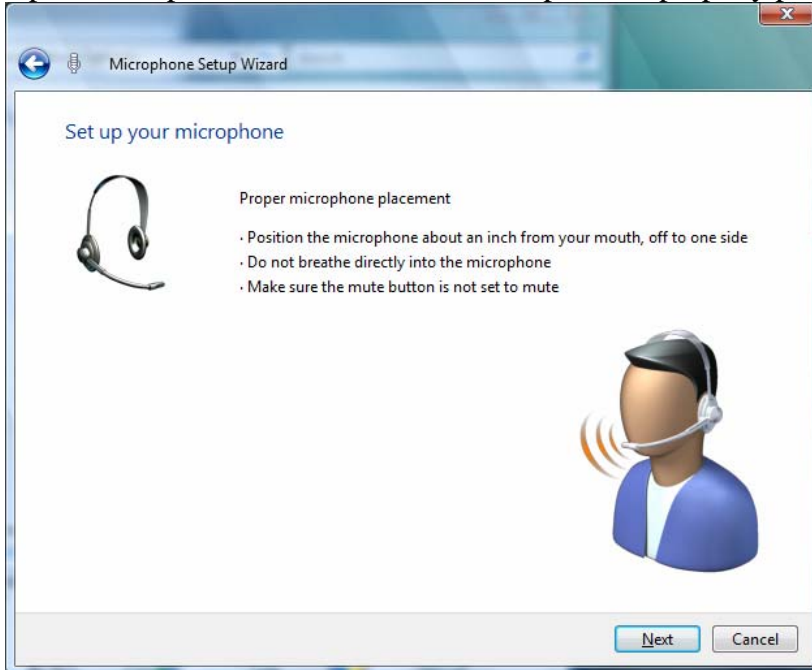 Microphone Setup Wizard
Set up your microphone
Proper microphone placement
· Position the microphone about an inch from your mouth, off to one side
· Do not breathe directly into the microphone
· Make sure the mute button is not set to mute
Next Cancel